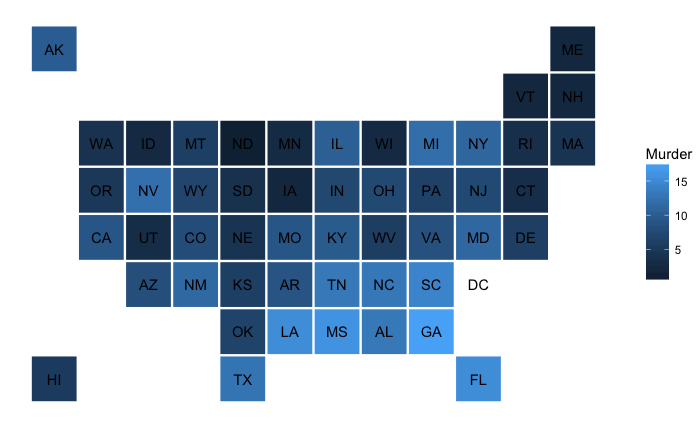 AK ME
VT NH
WA ID MT ND MN IL WI MI NY RI MA
Murder
OR NV WY SD IA IN OH PA NJ CT
15
10
5
CA UT CO NE MO KY WV VA MD DE
AZ NM KS AR TN NC SC DC
OK LA MS AL GA
HI TX FL